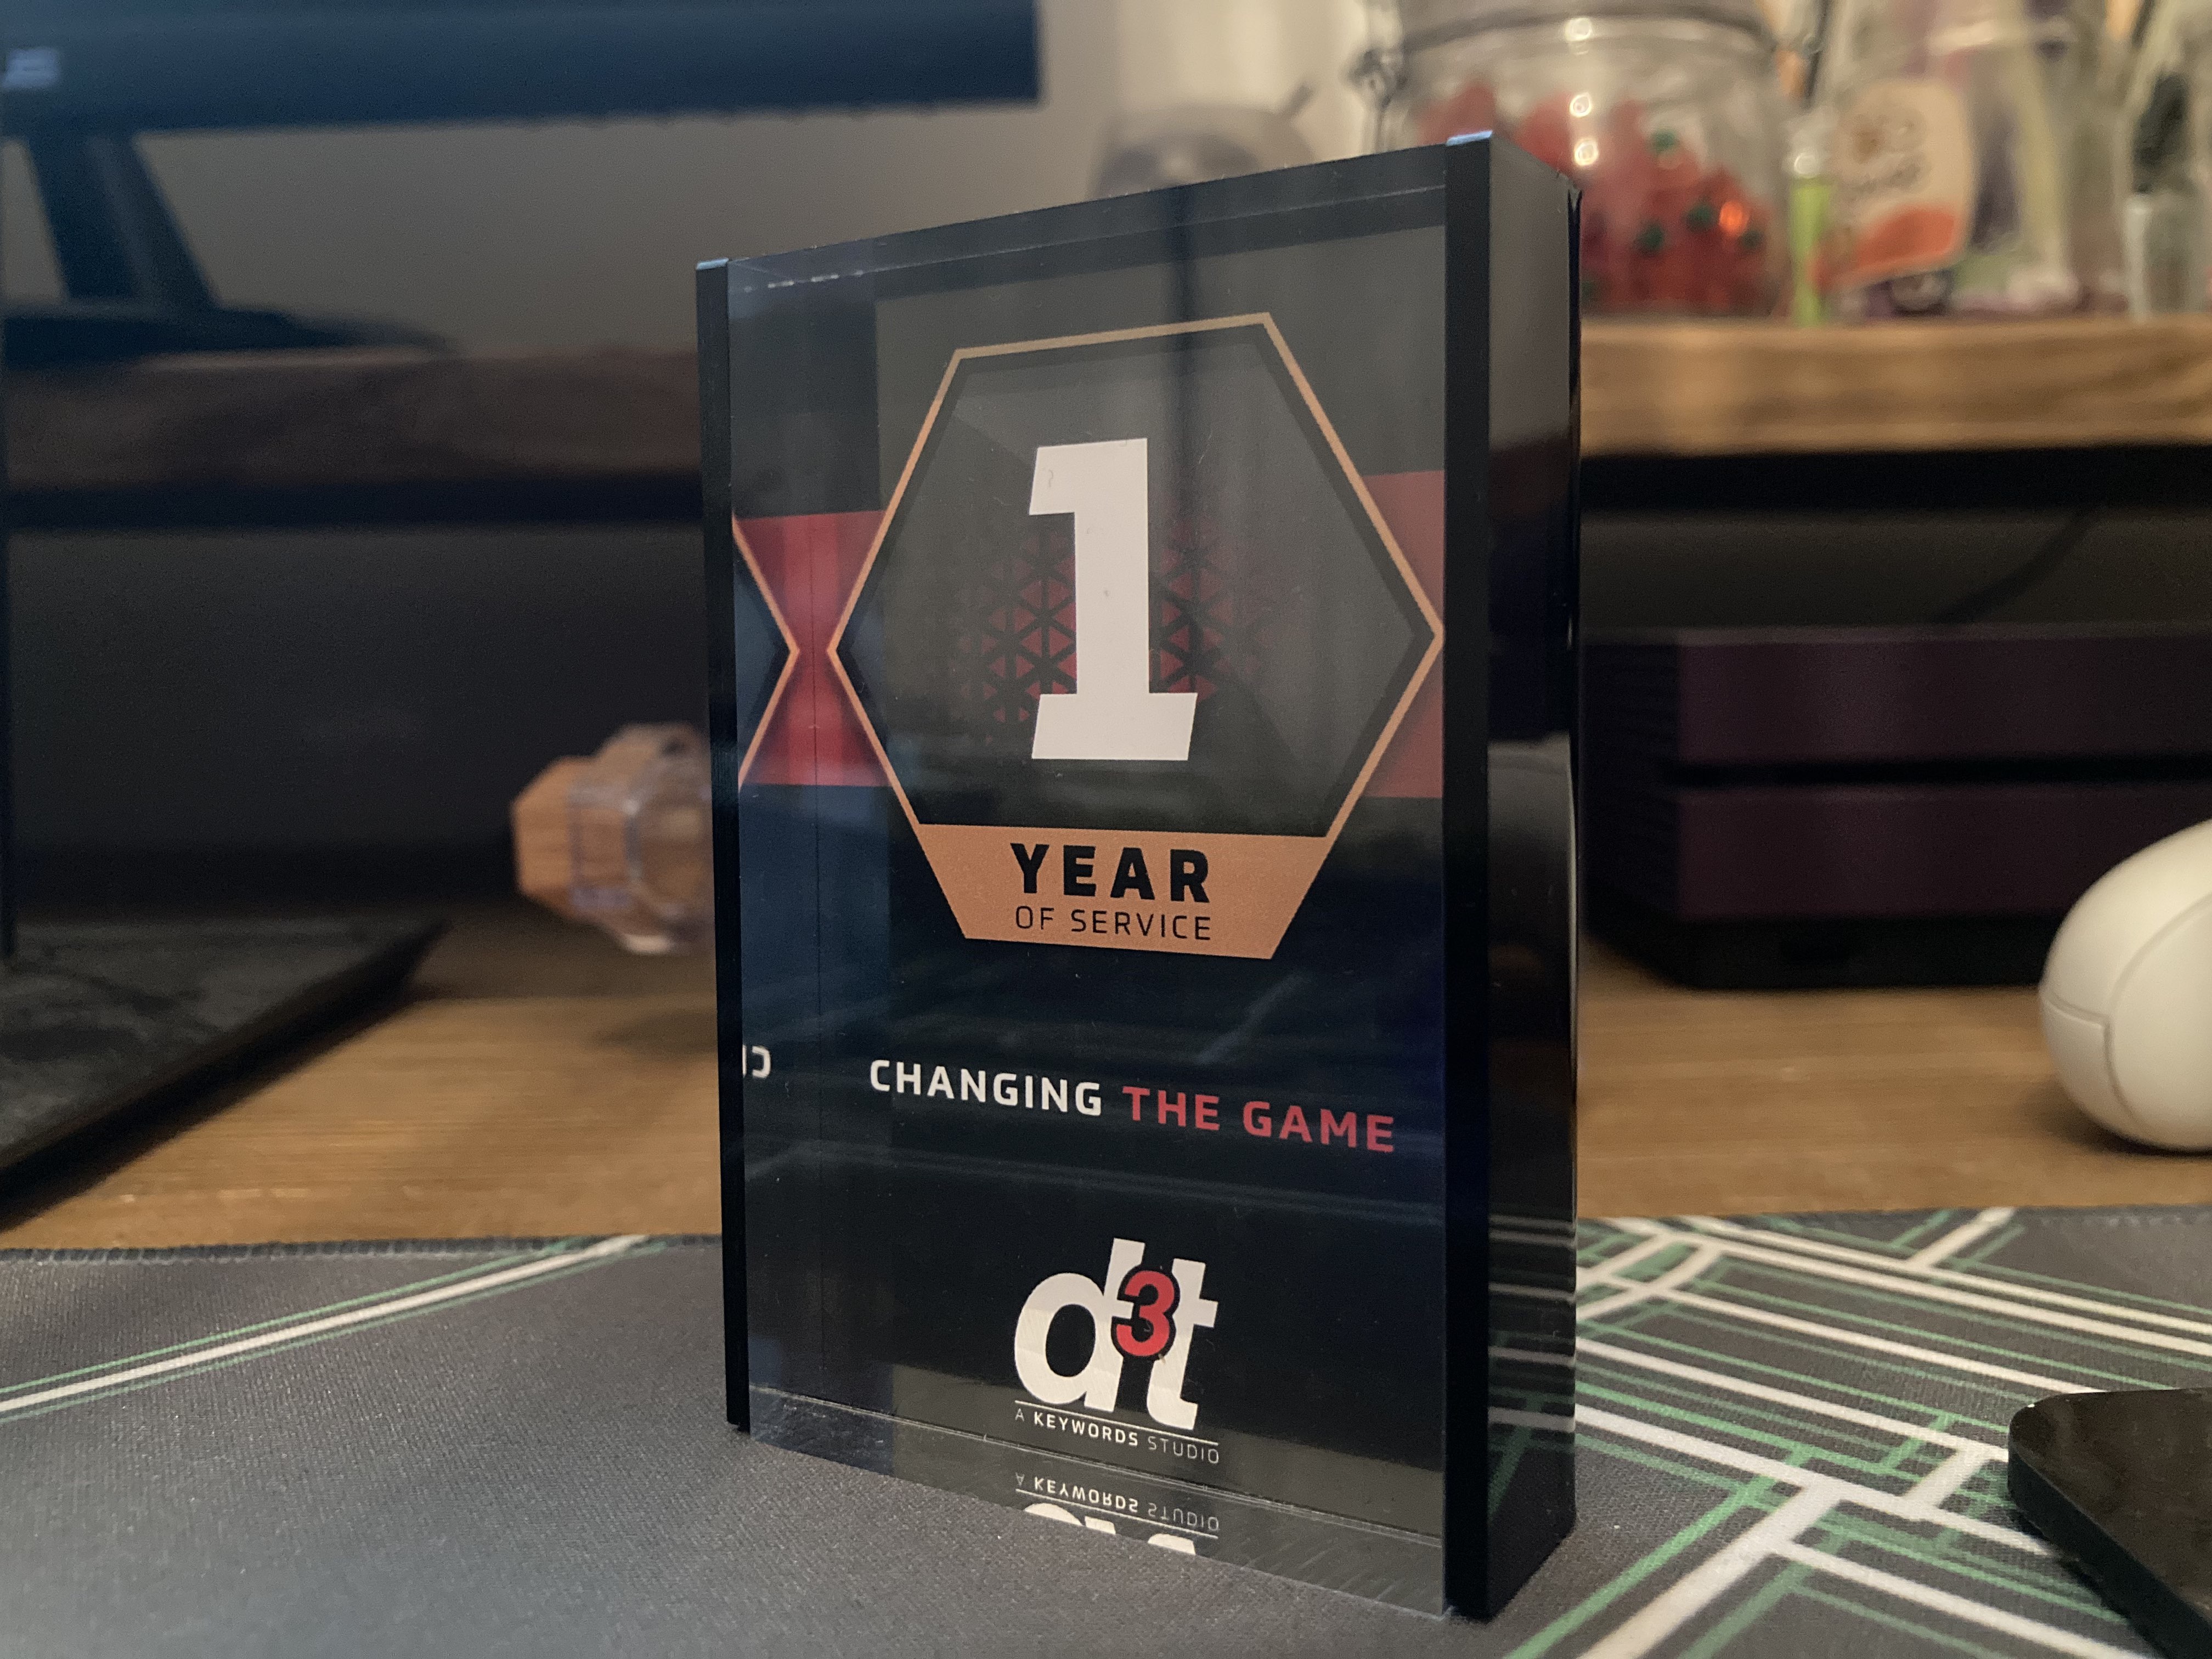 1
YEAR
OF SERVICE
CHANGING THE GAME
d3t
A KEYWORDS STUDIO